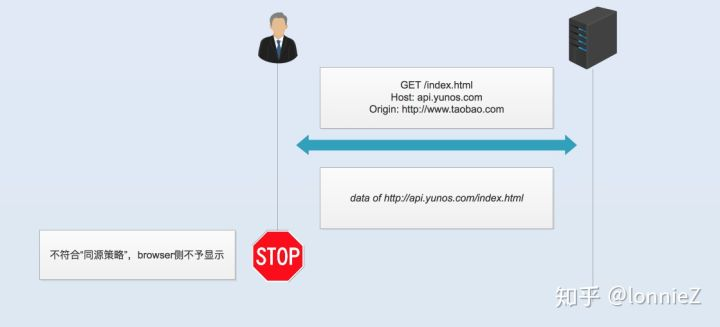 GET /index.html
Host: api.yunos.com
Origin: http://www.taobao.com
data of http://api.yunos.com/index.html
不符合“同源策略”，browser侧不予显示
STOP
知乎 @lonnieZ